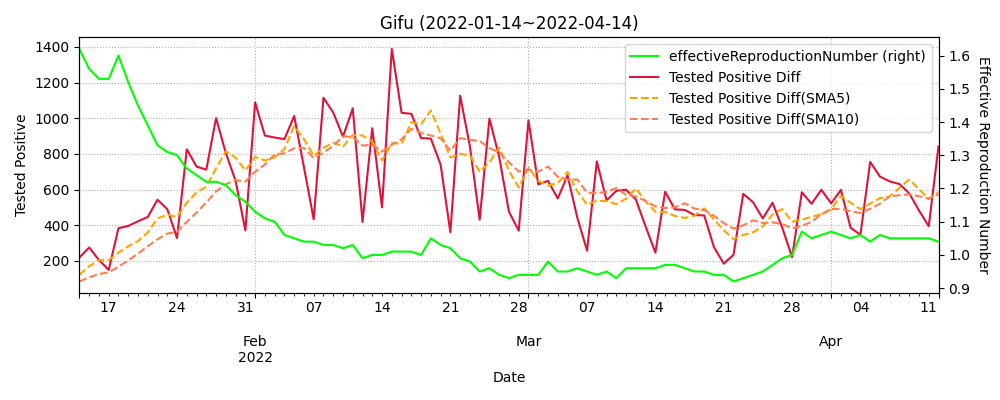 Gifu (2022-01-14~2022-04-14)
effectiveReproductionNumber (right)
Tested Positive Diff
Tested Positive Diff(SMA5)
Tested Positive Diff(SMA10)
Tested Positive
1400
1200
1000
800
600
400
200
Effective Reproduction Number
1.6
1.5
1.4
1.3
1.2
1.1
1.0
0.9
17 24 31 07 14 21 28 07 14 21 28 04 11
Feb Mar Apr
2022
Date